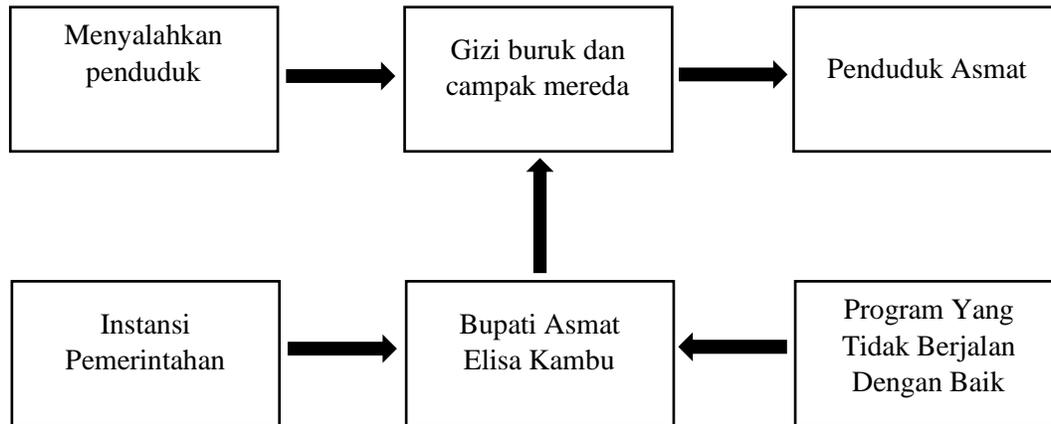 Menyalahkan
penduduk
Gizi buruk dan
campak mereda
Penduduk Asmat
Instansi
Pemerintahan
Bupati Asmat
Elisa Kambu
Program Yang
Tidak Berjalan
Dengan Baik